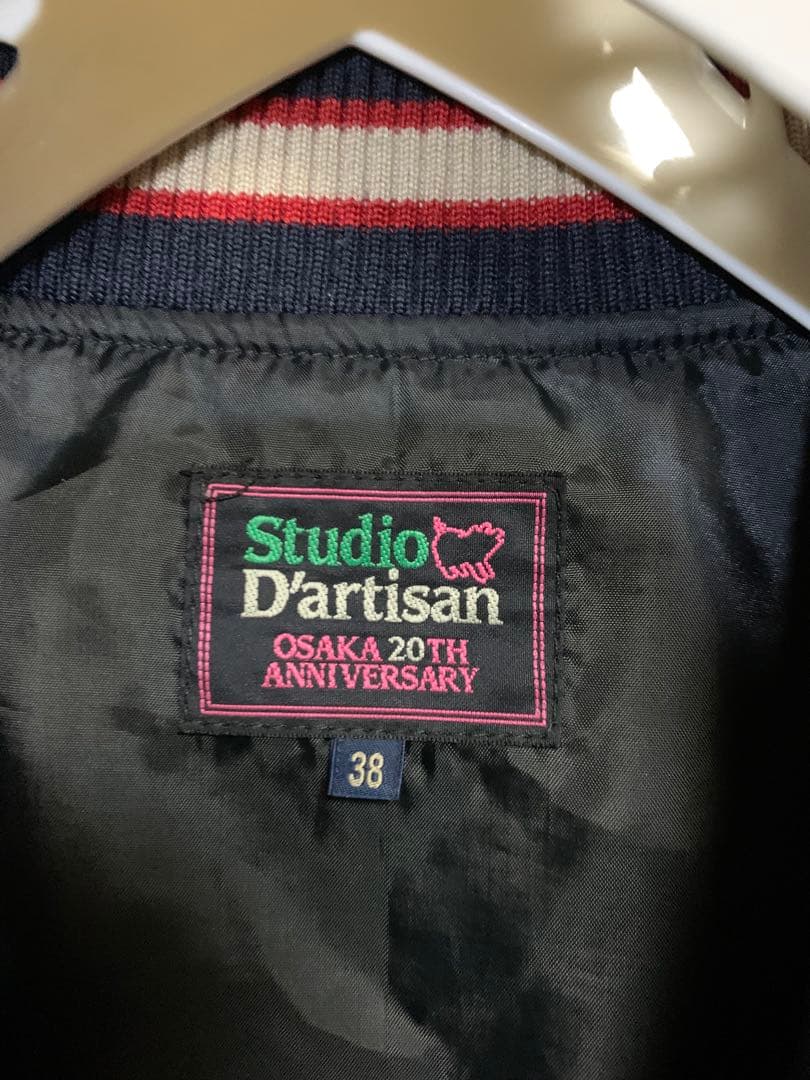 Studio
D'artisan
OSAKA 20TH
ANNIVERSARY
38